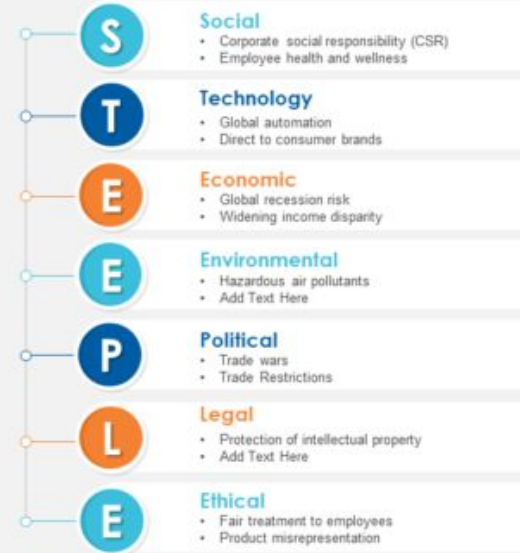 S
Social
• Corporate social responsibility (CSR)
• Employee health and wellness
T
Technology
• Global automation
• Direct to consumer brands
E
Economic
• Global recession risk
• Widening income disparity
E
Environmental
• Hazardous air pollutants
• Add Text Here
P
Political
• Trade wars
• Trade Restrictions
L
Legal
• Protection of intellectual property
• Add Text Here
E
Ethical
• Fair treatment to employees
• Product misrepresentation